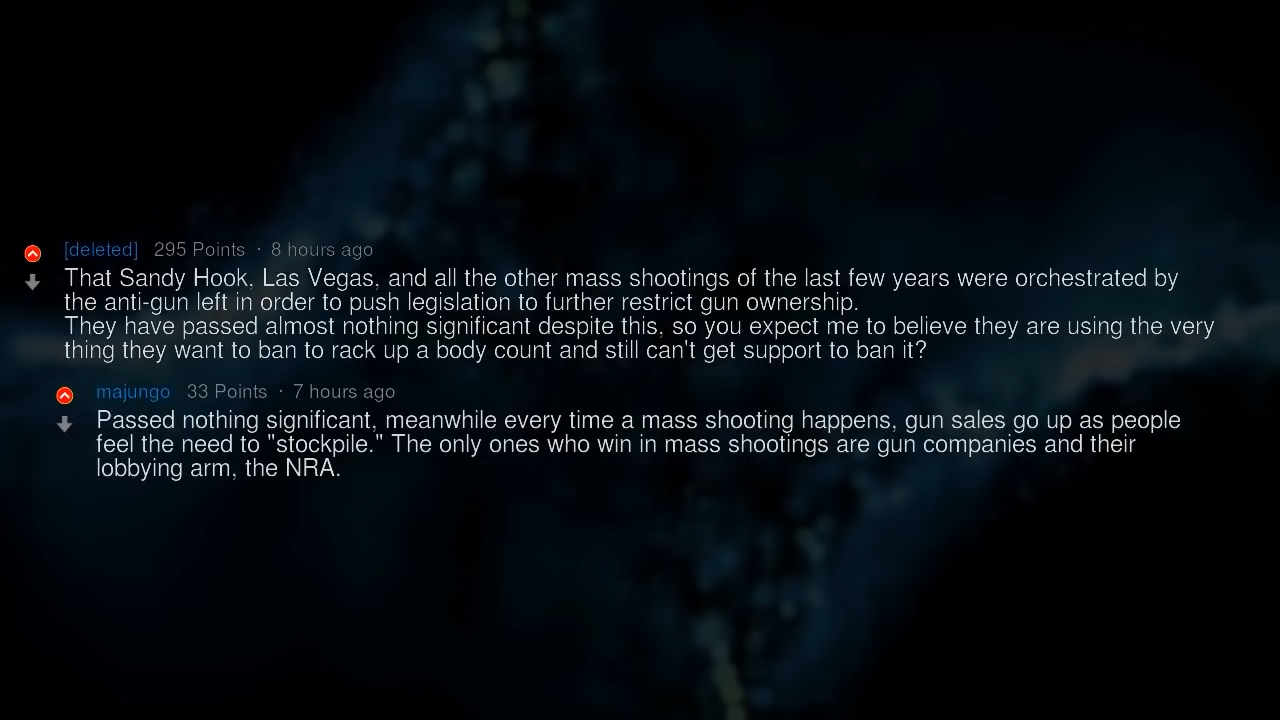 [deleted] 295 Points · 8 hours ago
That Sandy Hook, Las Vegas, and all the other mass shootings of the last few years were orchestrated by
the anti-gun left in order to push legislation to further restrict gun ownership.
They have passed almost nothing significant despite this, so you expect me to believe they are using the very
thing they want to ban to rack up a body count and still can't get support to ban it?
majungo 33 Points · 7 hours ago
Passed nothing significant, meanwhile every time a mass shooting happens, gun sales go up as people
feel the need to "stockpile." The only ones who win in mass shootings are gun companies and their
lobbying arm, the NRA.